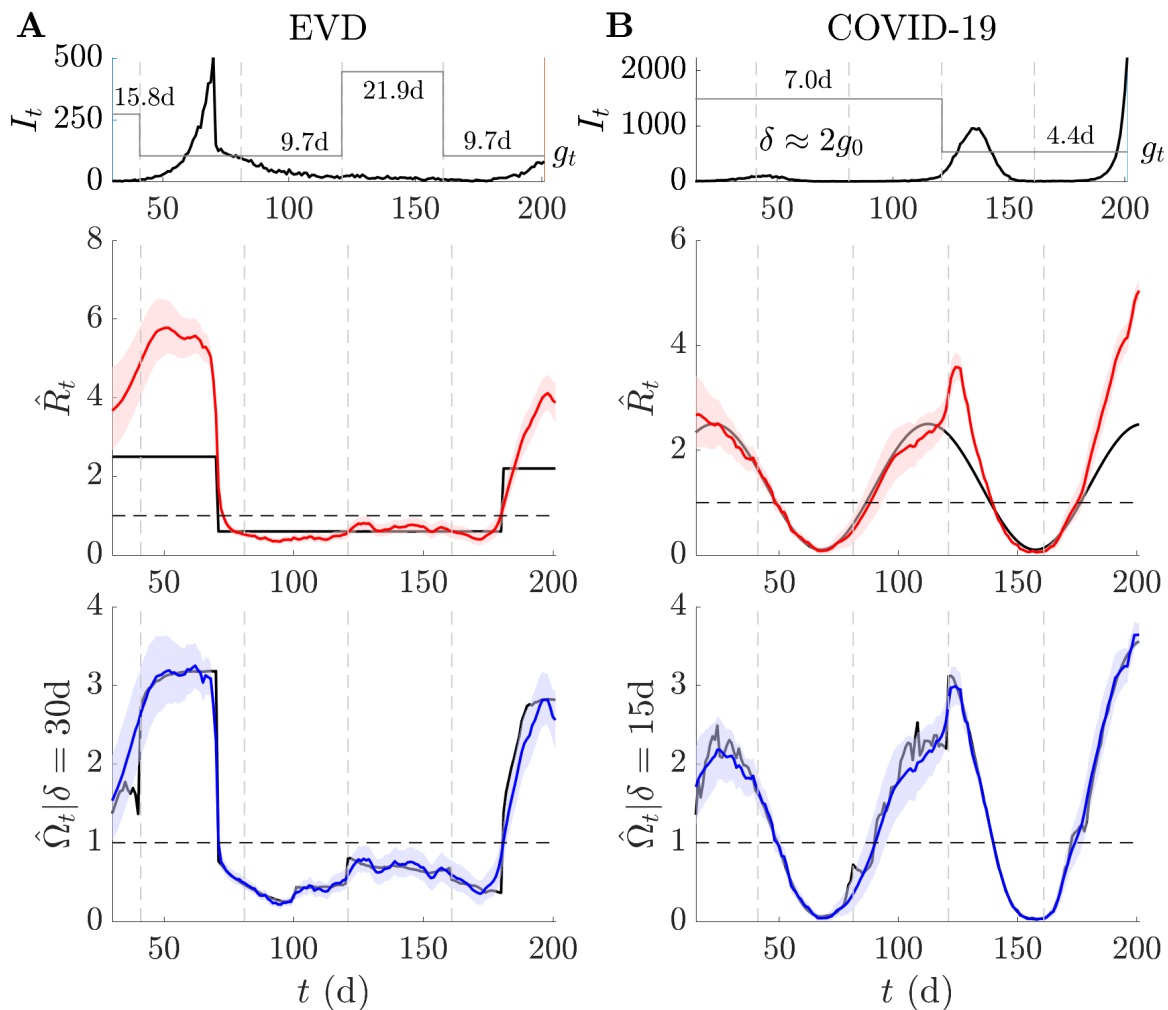 A EVD
500
250
0
I_t
15.8d
9.7d
21.9d
9.7d
g_t
50 100 150 200
8
6
4
2
0
R̂_t
50 100 150 200
4
3
2
1
0
Ω̂_t|δ = 30d
50 100 150 200
t (d)
B COVID-19
2000
1000
0
I_t
7.0d
δ ≈ 2g_0
4.4d
g_t
50 100 150 200
6
4
2
0
R̂_t
50 100 150 200
4
3
2
1
0
Ω̂_t|δ = 15d
50 100 150 200
t (d)